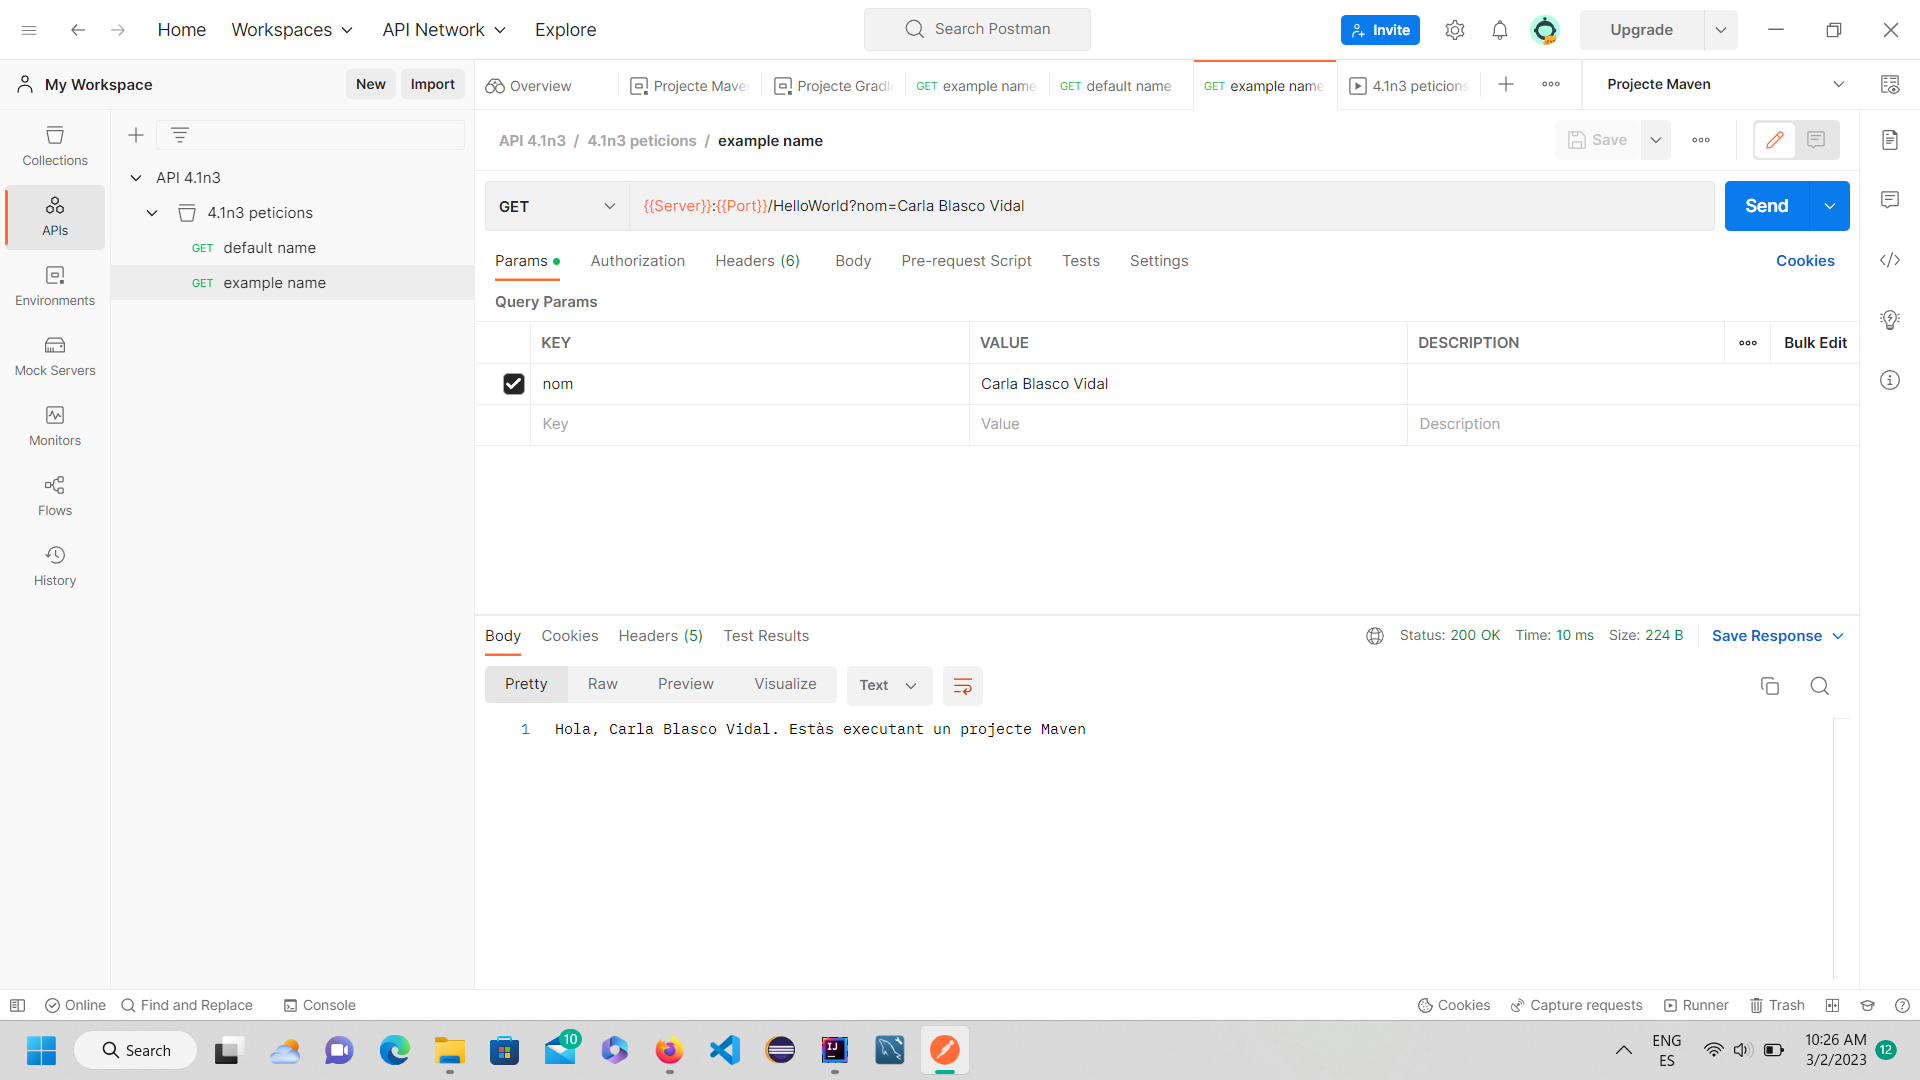 Home Workspaces API Network Explore Search Postman Invite Upgrade
My Workspace New Import
Overview Projecte Maven Projecte Gradle GET example name GET default name GET example name 4.1n3 peticions Projecte Maven
Collections
APIs
Environments
Mock Servers
Monitors
Flows
History
API 4.1n3
4.1n3 peticions
GET default name
GET example name
API 4.1n3 / 4.1n3 peticions / example name Save
GET {{Server}}:{{Port}}/HelloWorld?nom=Carla Blasco Vidal Send
Params Authorization Headers (6) Body Pre-request Script Tests Settings Cookies
Query Params
KEY VALUE DESCRIPTION Bulk Edit
nom Carla Blasco Vidal
Key Value Description
Body Cookies Headers (5) Test Results Status: 200 OK Time: 10 ms Size: 224 B Save Response
Pretty Raw Preview Visualize Text
1 Hola, Carla Blasco Vidal. Estàs executant un projecte Maven
Online Find and Replace Console Cookies Capture requests Runner Trash
Search 10 IJ ENG 10:26 AM
ES 3/2/2023 12